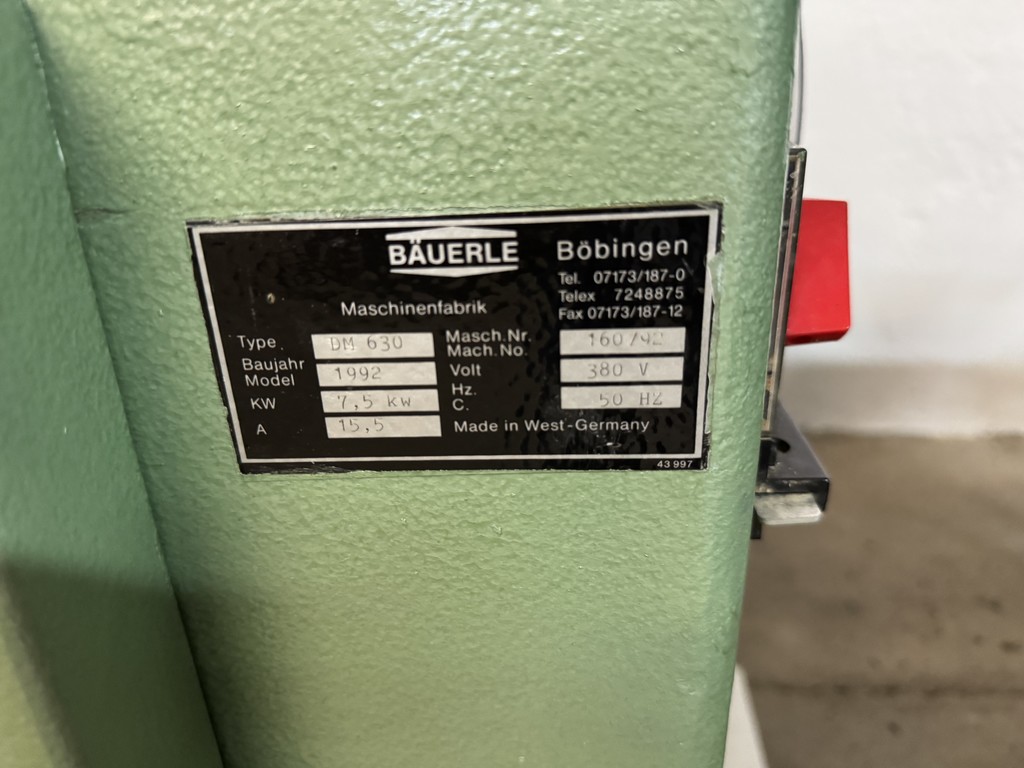 BÄUERLE Böbingen
Tel. 07173/187-0
Telex 7248875
Fax 07173/187-12
Maschinenfabrik
Type DM 630
Masch.Nr.
Mach.No. 160/92
Baujahr
Model 1992
Volt 380 V
KW 7,5 KW
Hz.
C. 50 HZ
A 15,5
Made in West-Germany
43 997